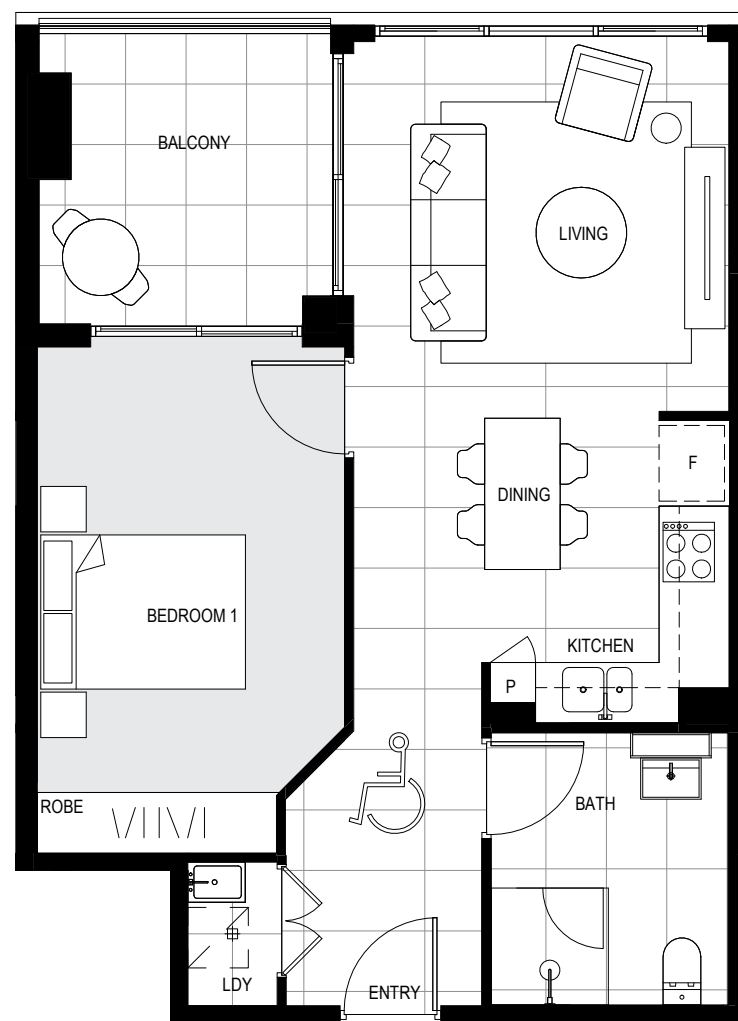 BALCONY
LIVING
F
DINING
BEDROOM 1
KITCHEN
P
ROBE
BATH
LDY
ENTRY